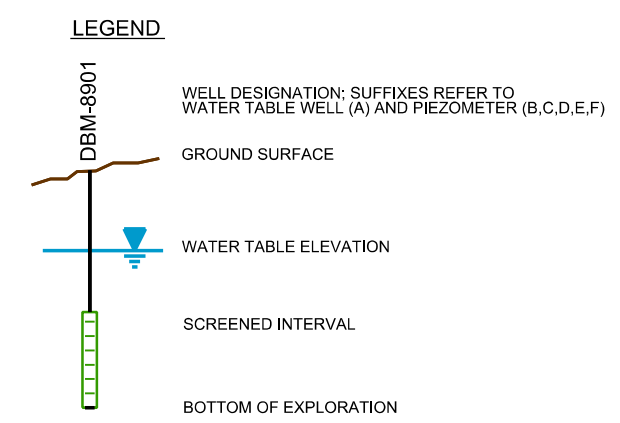 LEGEND
DBM-8901
WELL DESIGNATION; SUFFIXES REFER TO
WATER TABLE WELL (A) AND PIEZOMETER (B,C,D,E,F)
GROUND SURFACE
WATER TABLE ELEVATION
SCREENED INTERVAL
BOTTOM OF EXPLORATION